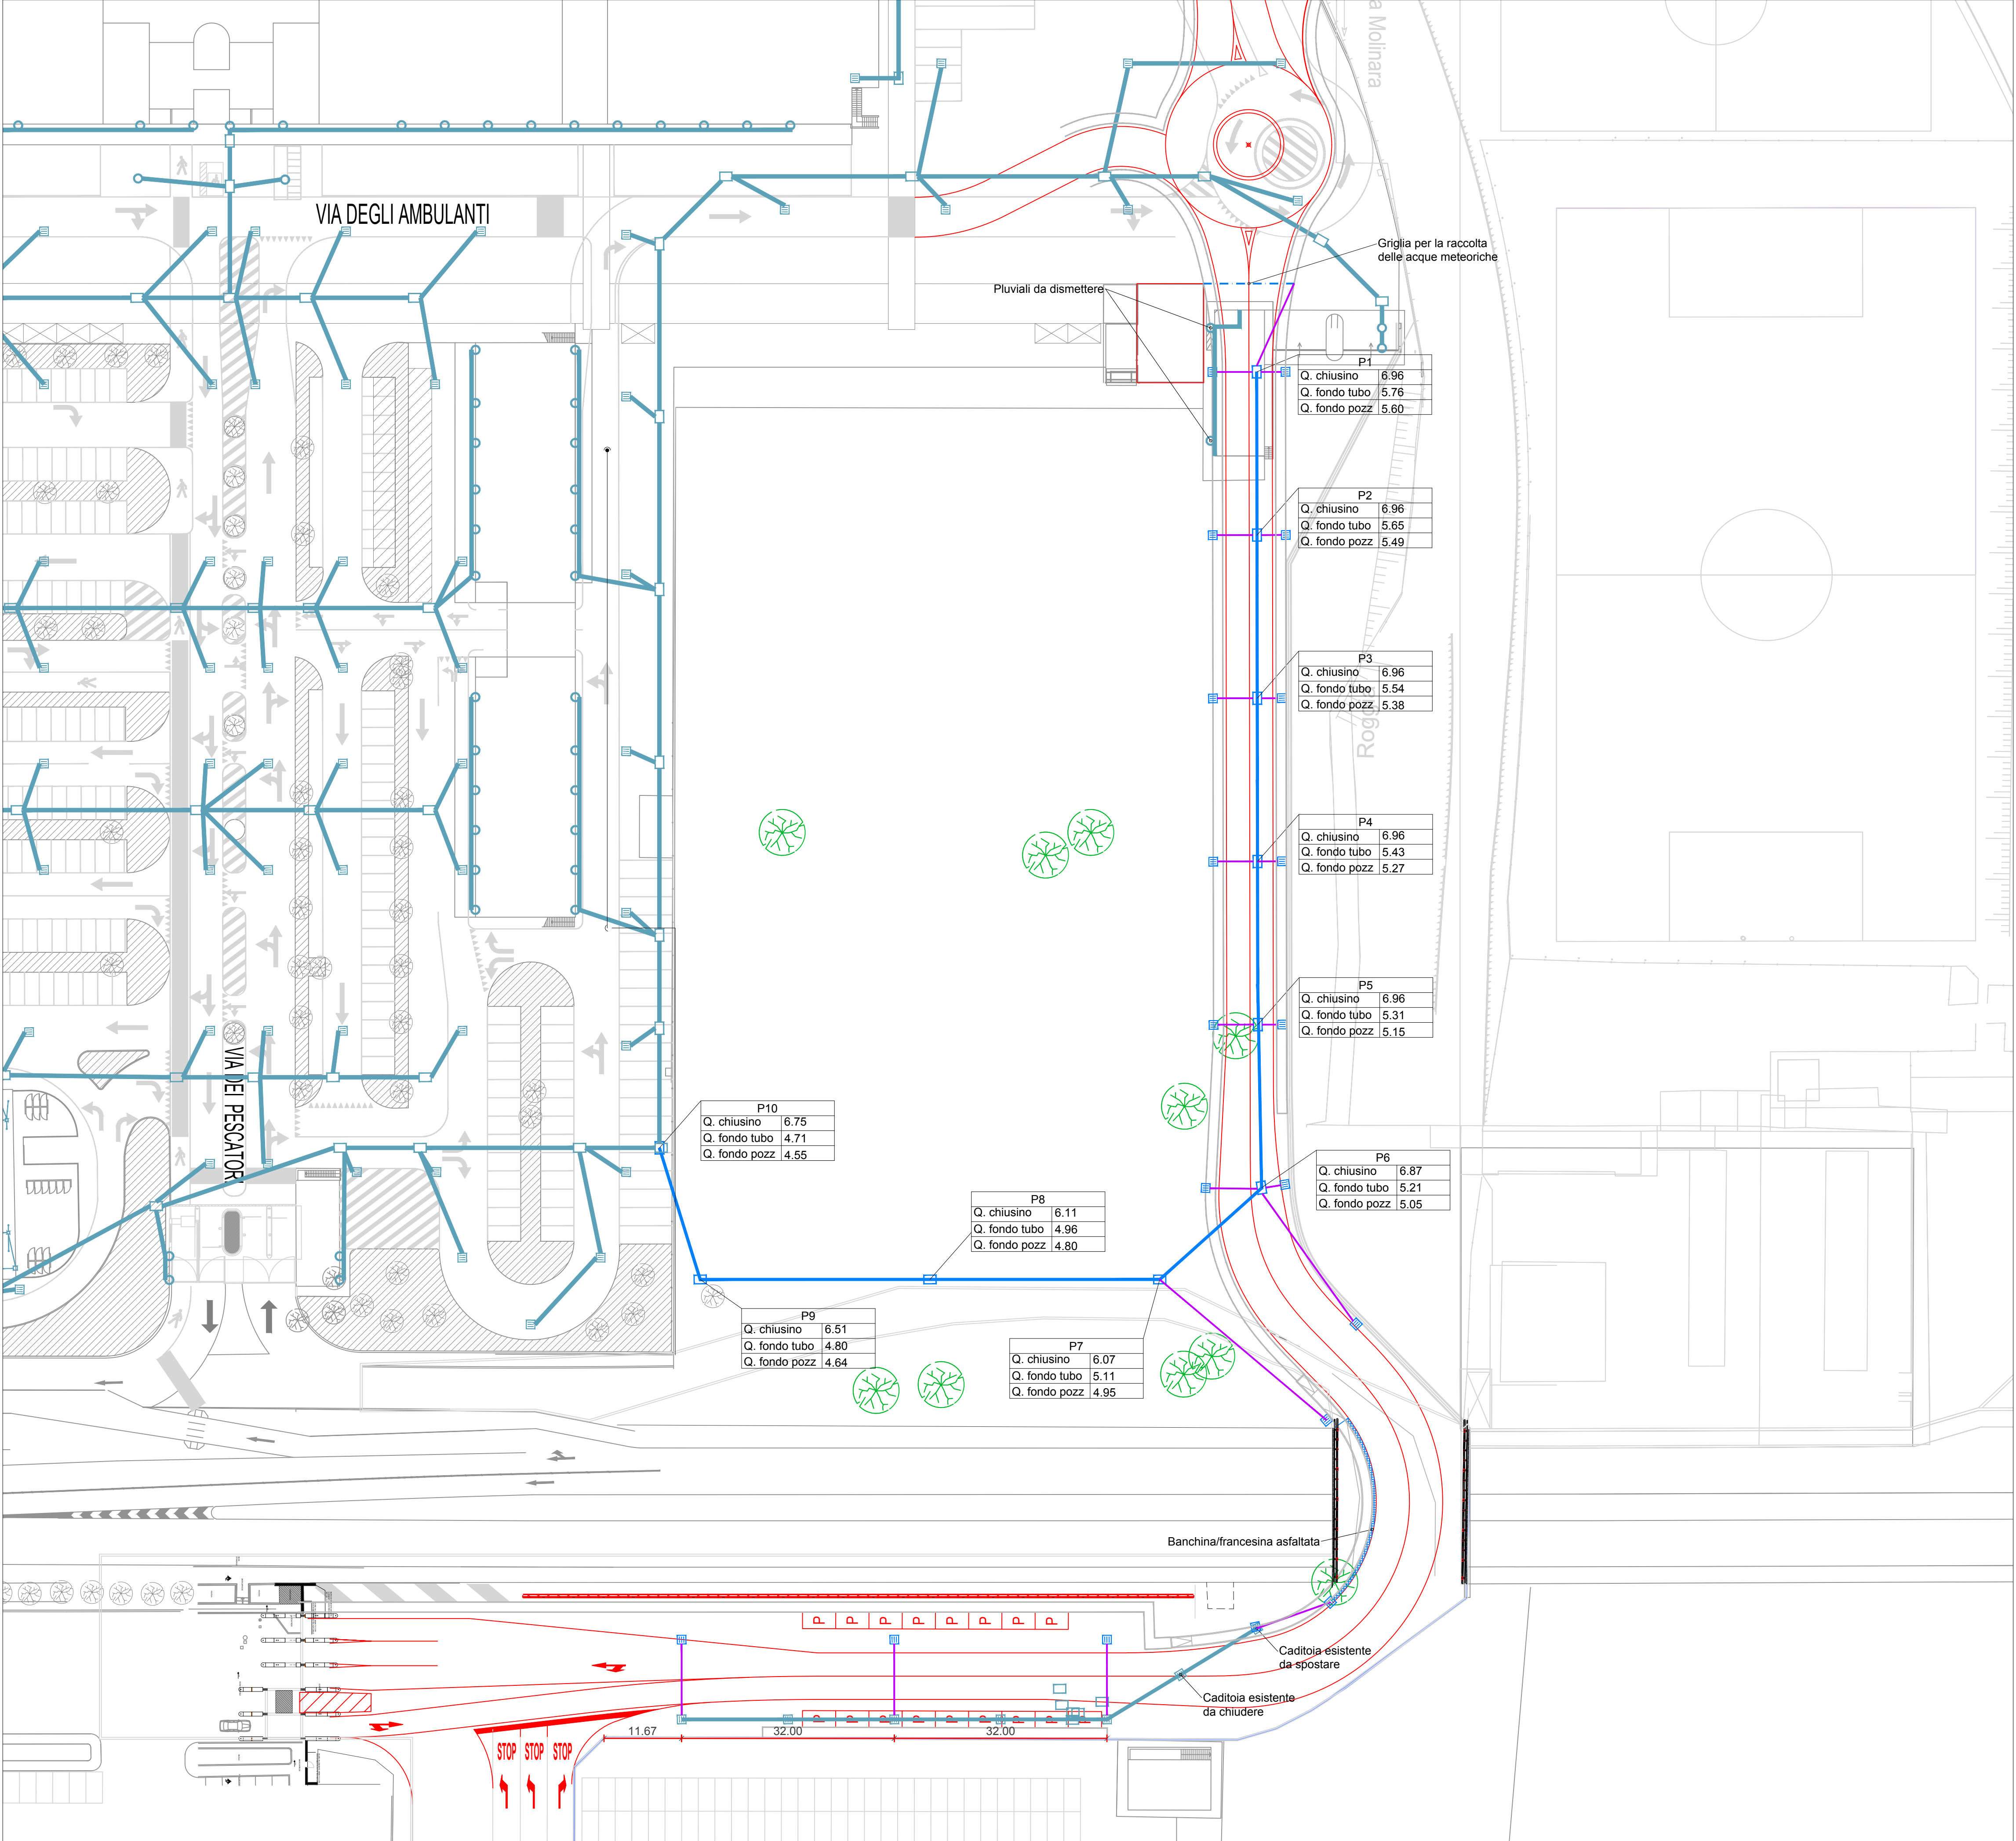 a Molinara
VIA DEGLI AMBULANTI
Griglia per la raccolta
delle acque meteoriche
Pluviali da dismettere
P1
Q. chiusino 6.96
Q. fondo tubo 5.76
Q. fondo pozz 5.60
P2
Q. chiusino 6.96
Q. fondo tubo 5.65
Q. fondo pozz 5.49
P3
Q. chiusino 6.96
Q. fondo tubo 5.54
Q. fondo pozz 5.38
P4
Q. chiusino 6.96
Q. fondo tubo 5.43
Q. fondo pozz 5.27
P5
Q. chiusino 6.96
Q. fondo tubo 5.31
Q. fondo pozz 5.15
VIA DEI PESCATORI
P10
Q. chiusino 6.75
Q. fondo tubo 4.71
Q. fondo pozz 4.55
P6
Q. chiusino 6.87
Q. fondo tubo 5.21
Q. fondo pozz 5.05
P8
Q. chiusino 6.11
Q. fondo tubo 4.96
Q. fondo pozz 4.80
P9
Q. chiusino 6.51
Q. fondo tubo 4.80
Q. fondo pozz 4.64
P7
Q. chiusino 6.07
Q. fondo tubo 5.11
Q. fondo pozz 4.95
Banchina/francesina asfaltata
P P P P P P P P
Caditoia esistente
da spostare
Caditoia esistente
da chiudere
P P P P P P P P
11.67 32.00 32.00
STOP STOP STOP